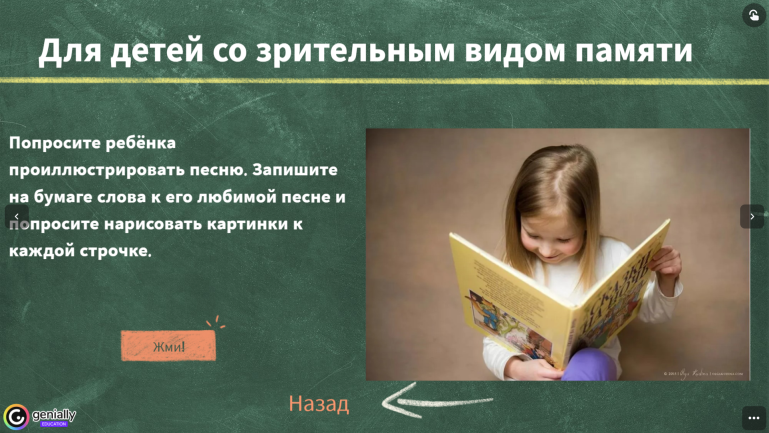 Для детей со зрительным видом памяти
Попросите ребёнка
проиллюстрировать песню. Запишите
на бумаге слова к его любимой песне и
попросите нарисовать картинки к
каждой строчке.
Жми!
Назад
genially
EDUCATION